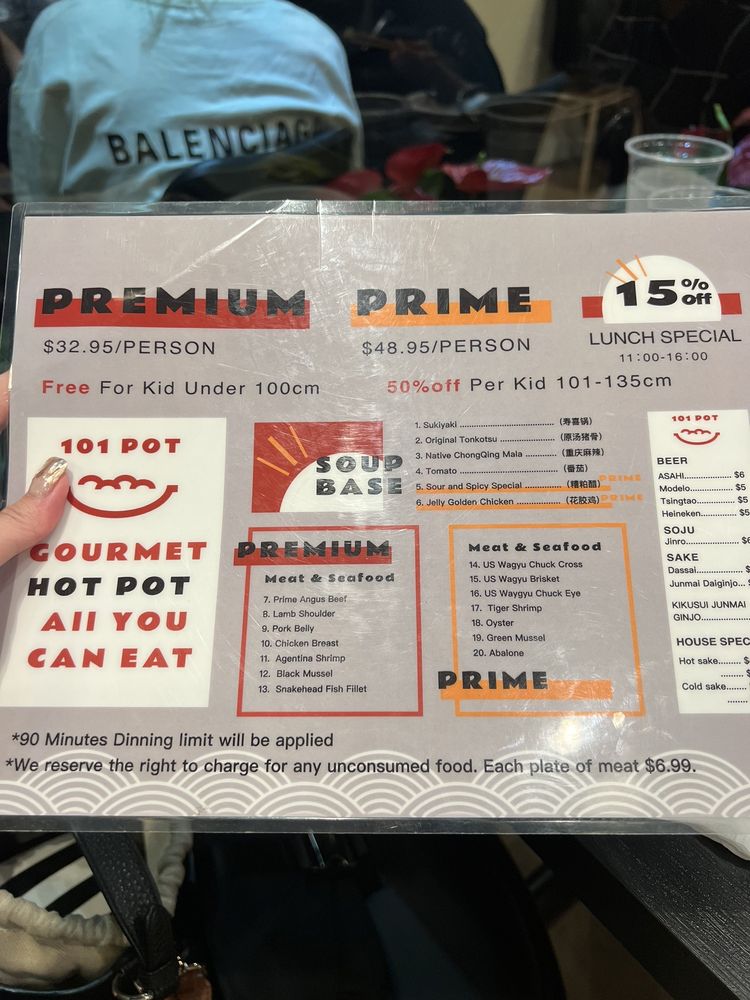 BALENCIAGA
PREMIUM
$32.95/PERSON
PRIME
$48.95/PERSON
15% off
LUNCH SPECIAL
11:00-16:00
Free For Kid Under 100cm
50%off Per Kid 101-135cm
101 POT
GOURMET
HOT POT
All YOU
CAN EAT
SOUP
BASE
1. Sukiyaki ........ (寿喜锅)
2. Original Tonkotsu ........ (原汤猪骨)
3. Native ChongQing Mala ........ (重庆麻辣)
4. Tomato ........ (番茄)
5. Sour and Spicy Special ........ (糟粕醋) PRIME
6. Jelly Golden Chicken ........ (花胶鸡) PRIME
PREMIUM
Meat & Seafood
7. Prime Angus Beef
8. Lamb Shoulder
9. Pork Belly
10. Chicken Breast
11. Agentina Shrimp
12. Black Mussel
13. Snakehead Fish Fillet
Meat & Seafood
14. US Wagyu Chuck Cross
15. US Wagyu Brisket
16. US Waygyu Chuck Eye
17. Tiger Shrimp
18. Oyster
19. Green Mussel
20. Abalone
PRIME
101 POT
BEER
ASAHI........ $6
Modelo........ $5
Tsingtao........ $5
Heineken........ $5
SOJU
Jinro........ $6
SAKE
Dassai........ $
Junmai Daiginjo...
KIKUSUI JUNMAI
GINJO........
HOUSE SPEC
Hot sake........ $
........ $
Cold sake........ $
........
*90 Minutes Dinning limit will be applied
*We reserve the right to charge for any unconsumed food. Each plate of meat $6.99.